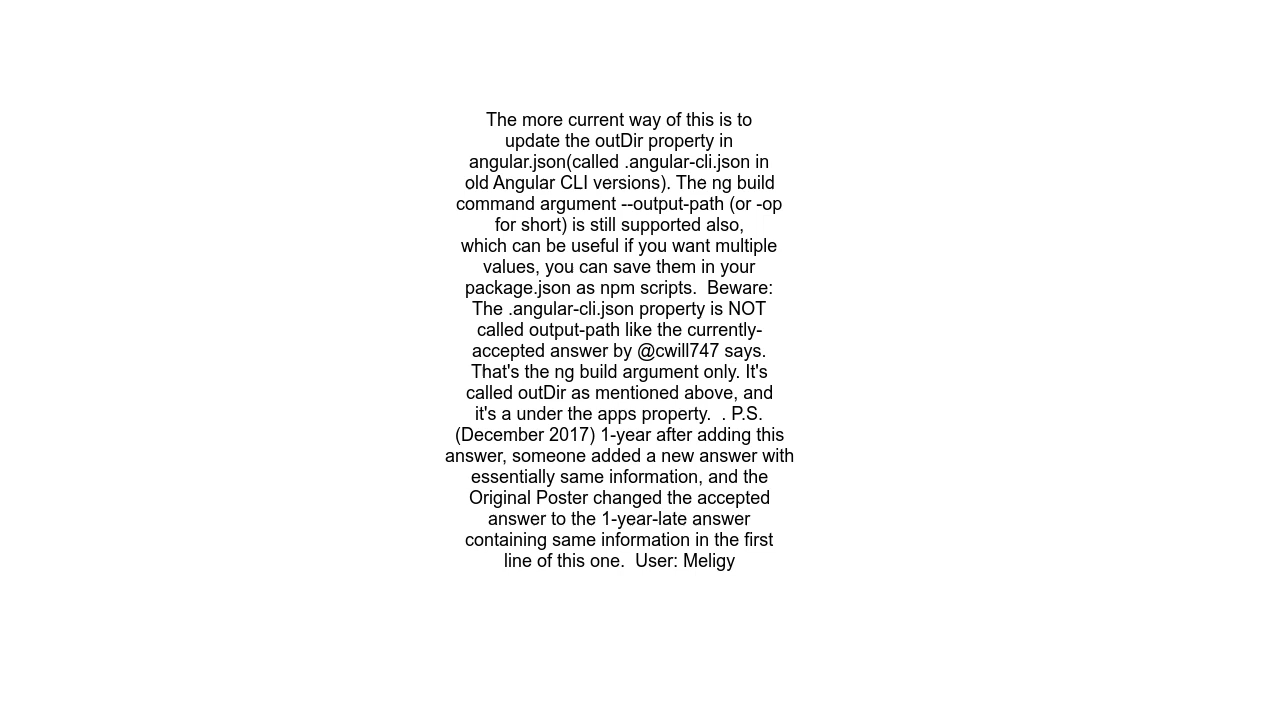 The more current way of this is to
update the outDir property in
angular.json(called .angular-cli.json in
old Angular CLI versions). The ng build
command argument --output-path (or -op
for short) is still supported also,
which can be useful if you want multiple
values, you can save them in your
package.json as npm scripts.  Beware:
The .angular-cli.json property is NOT
called output-path like the currently-
accepted answer by @cwill747 says.
That's the ng build argument only. It's
called outDir as mentioned above, and
it's a under the apps property.  . P.S.
(December 2017) 1-year after adding this
answer, someone added a new answer with
essentially same information, and the
Original Poster changed the accepted
answer to the 1-year-late answer
containing same information in the first
line of this one.  User: Meligy